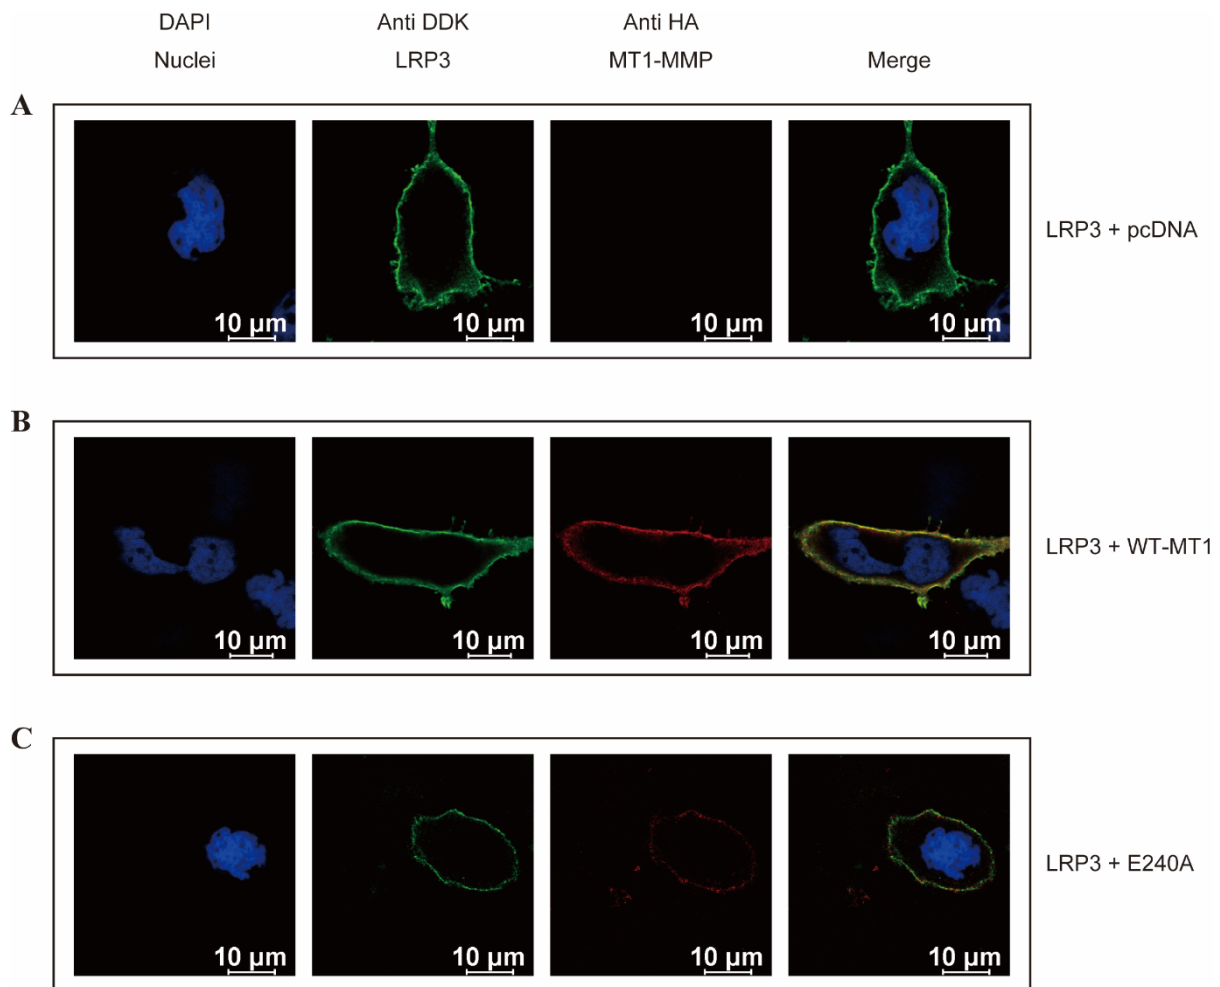 DAPI Anti DDK Anti HA
Nuclei LRP3 MT1-MMP Merge
A
10 µm 10 µm 10 µm 10 µm
LRP3 + pcDNA
B
10 µm 10 µm 10 µm 10 µm
LRP3 + WT-MT1
C
10 µm 10 µm 10 µm 10 µm
LRP3 + E240A